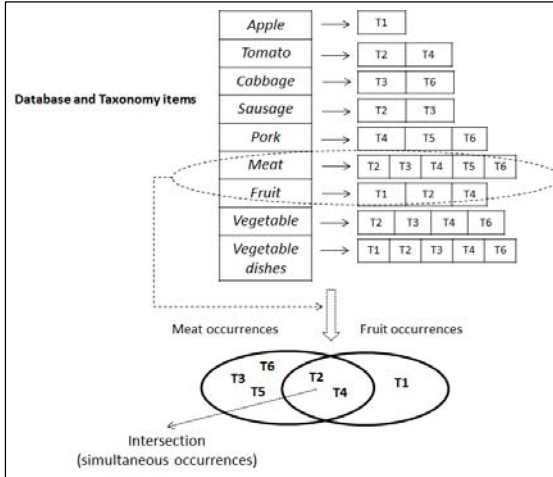 Apple T1
Tomato T2 T4
Cabbage T3 T6
Database and Taxonomy items
Sausage T2 T3
Pork T4 T5 T6
Meat T2 T3 T4 T5 T6
Fruit T1 T2 T4
Vegetable T2 T3 T4 T6
Vegetable
dishes T1 T2 T3 T4 T6
Meat occurrences Fruit occurrences
T6
T3 T2 T1
T5 T4
Intersection
(simultaneous occurrences)